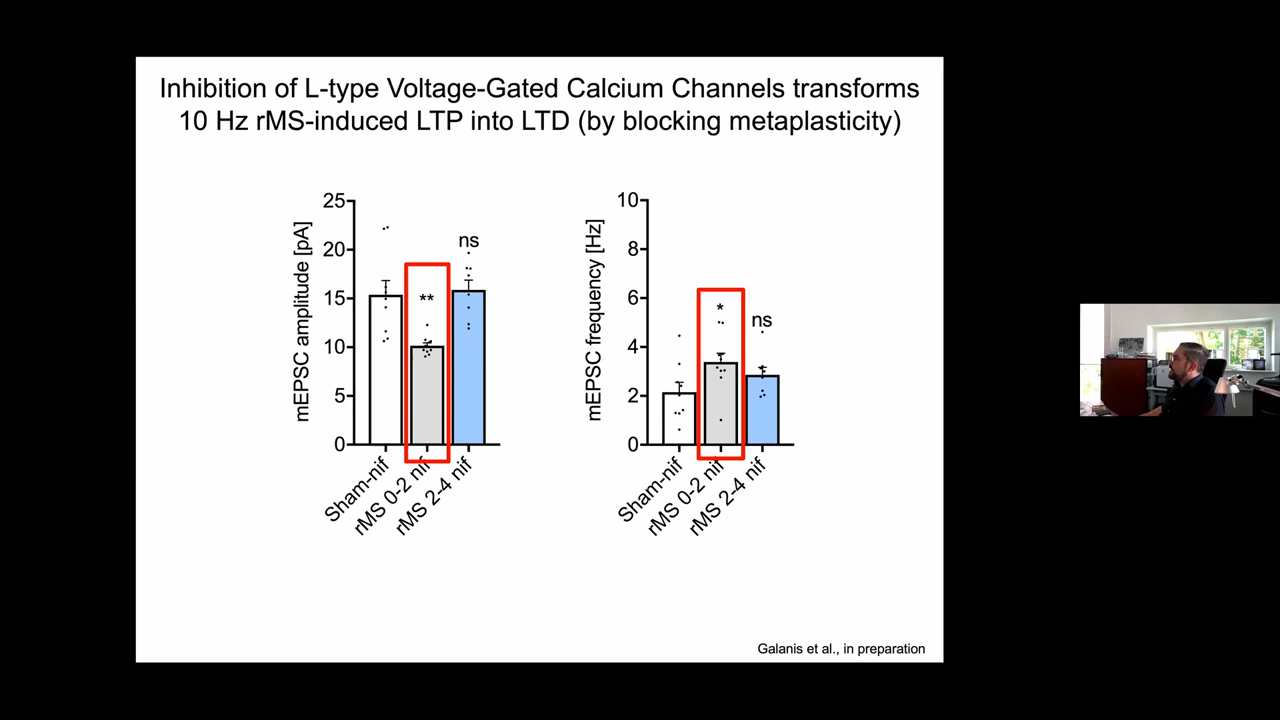 Inhibition of L-type Voltage-Gated Calcium Channels transforms
10 Hz rMS-induced LTP into LTD (by blocking metaplasticity)
mEPSC amplitude [pA]
25
20
15
10
5
0
**
ns
Sham-nif
rMS 0-2 nif
rMS 2-4 nif
mEPSC frequency [Hz]
10
8
6
4
2
0
*
ns
Sham-nif
rMS 0-2 nif
rMS 2-4 nif
Galanis et al., in preparation